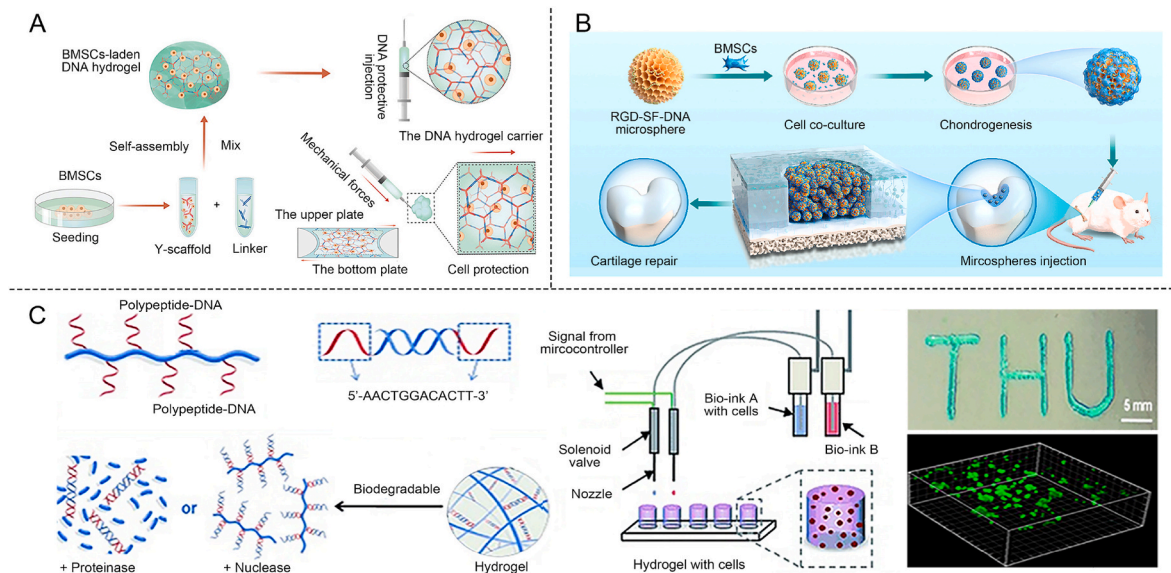 A
BMSCs-laden
DNA hydrogel
DNA protective
injection
Self-assembly
Mix
The DNA hydrogel carrier
Mechanical
forces
BMSCs
+
Seeding
Y-scaffold
Linker
The upper plate
The bottom plate
Cell protection
B
BMSCs
RGD-SF-DNA
microsphere
Cell co-culture
Chondrogenesis
Cartilage repair
Mircospheres injection
C
Polypeptide-DNA
Polypeptide-DNA
5'-AACTGGACACTT-3'
or
Biodegradable
+ Proteinase
+ Nuclease
Hydrogel
Signal from
mircocontroller
Solenoid
valve
Nozzle
Bio-ink A
with cells
Bio-ink B
Hydrogel with cells
THU
5 mm